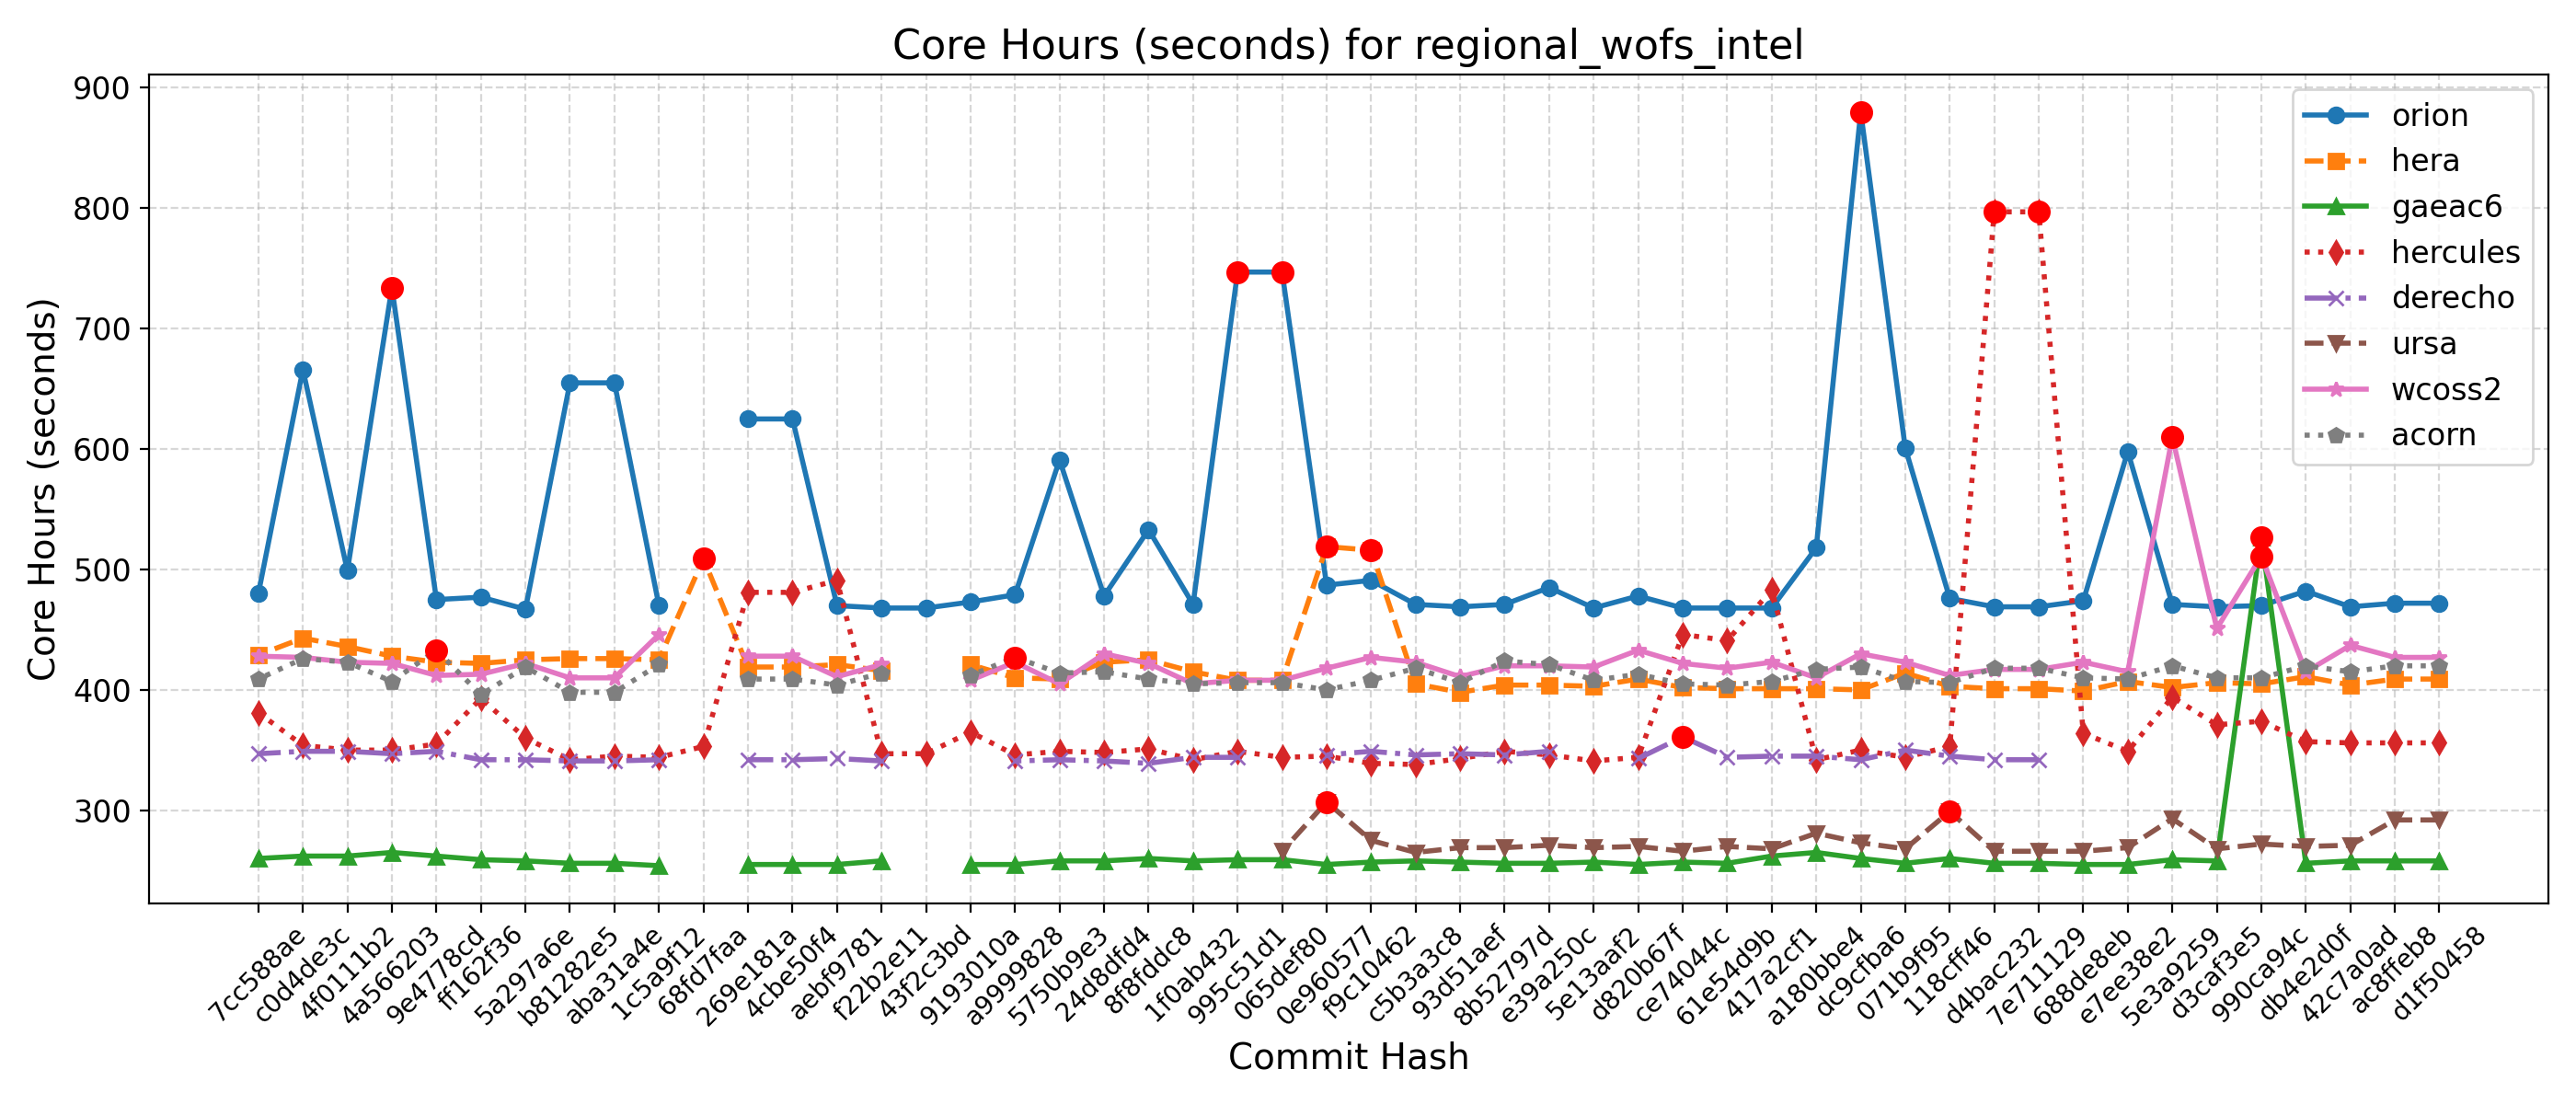 Core Hours (seconds) for regional_wofs_intel
Core Hours (seconds)
900
800
700
600
500
400
300
orion
hera
gaeac6
hercules
derecho
ursa
wcoss2
acorn
7cc588ae
c0d4de3c
4f0111b2
4a566203
9e4778cd
ff162f36
5a297a6e
b81282e5
aba31a4e
1c5a9f12
68fd7faa
269e181a
4cbe50f4
aebf9781
f22b2e11
43f2c3bd
9193010a
a9999828
5750b9e3
24d8dfd4
8f8fddc8
1f0ab432
995c51d1
065def80
0e960577
f9c10462
c5b3a3c8
93d51aef
8b52797d
e39a250c
5e13aaf2
d820b67f
ce74044c
61e54d9b
417a2cf1
a180bbe4
dc9cfba6
071b9f95
118cff46
d4bac232
7e711129
688de8eb
e7ee38e2
5e3a9259
d3caf3e5
990ca94c
db4e2d0f
42c7a0ad
ac8ffeb8
d1f50458
Commit Hash